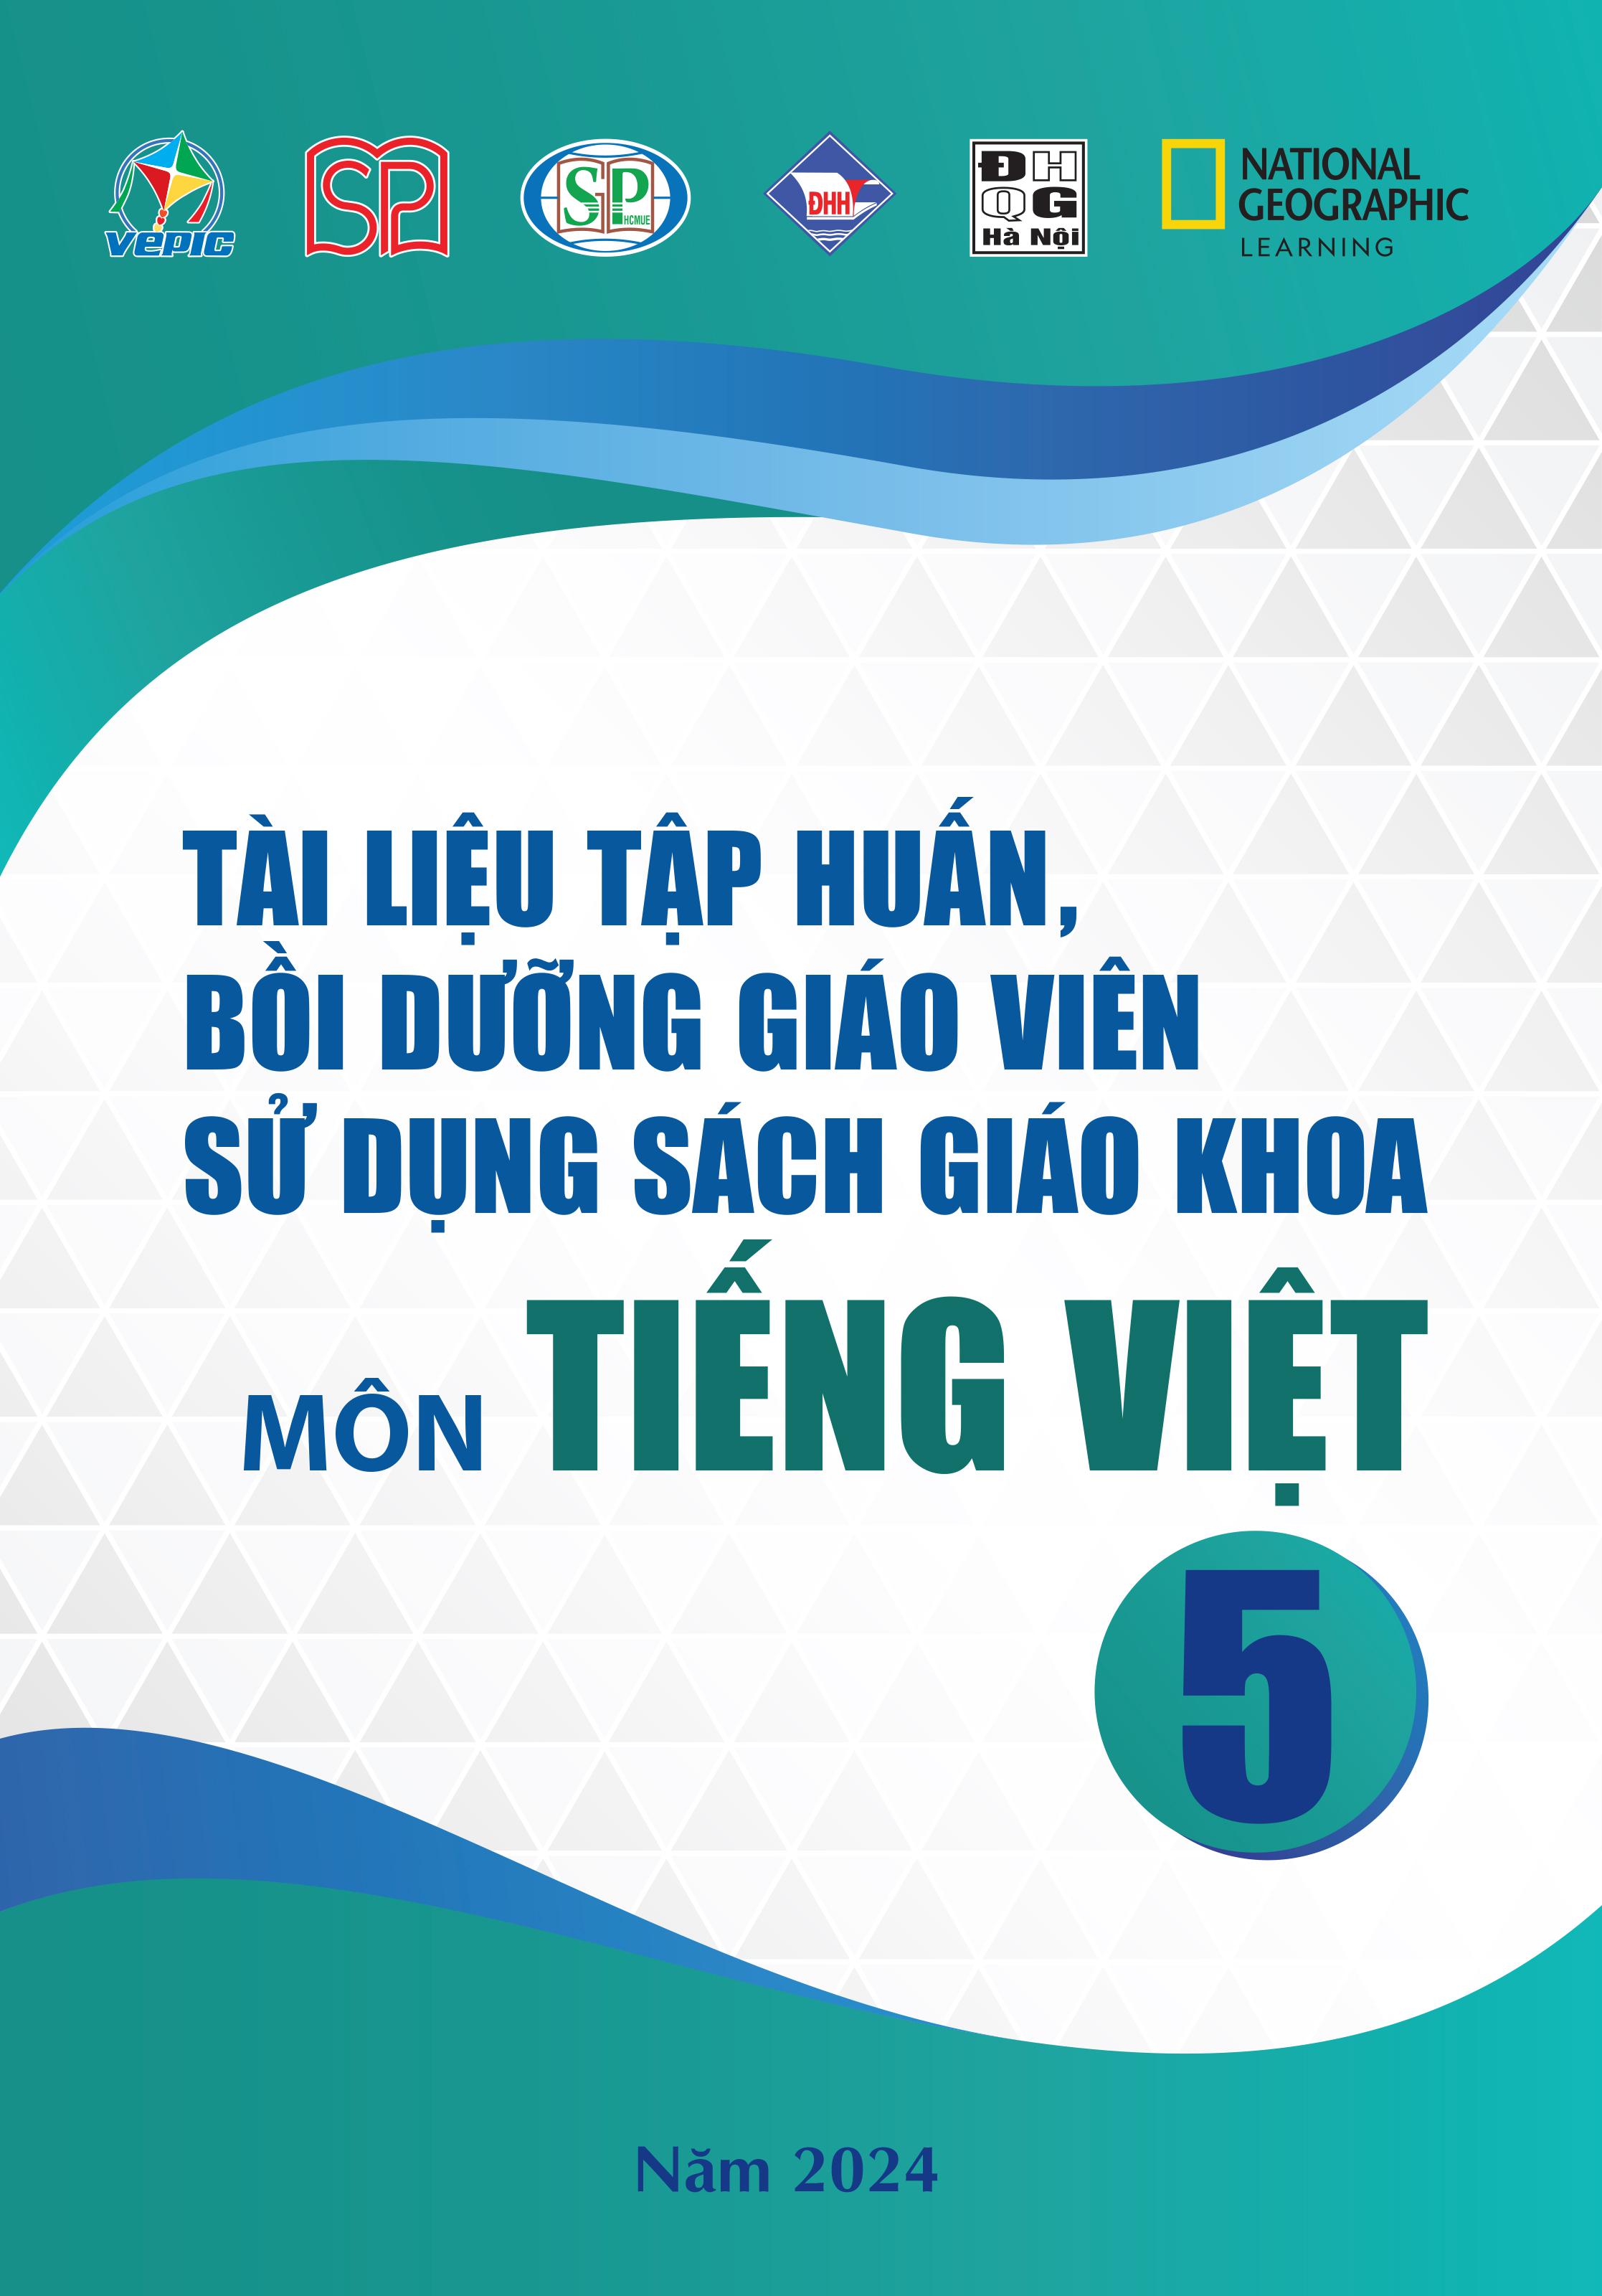 vepic
SP
SP
HCMUE
ĐHH
ĐH
QG
Hà Nội
NATIONAL
GEOGRAPHIC
LEARNING
TÀI LIỆU TẬP HUẤN,
BỒI DƯỠNG GIÁO VIÊN
SỬ DỤNG SÁCH GIÁO KHOA
MÔN TIẾNG VIỆT
5
Năm 2024